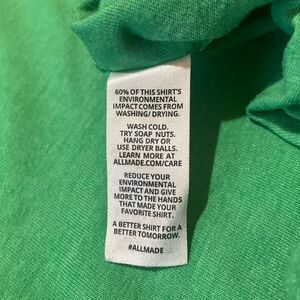 60% OF THIS SHIRT'S
ENVIRONMENTAL
IMPACT COMES FROM
WASHING/ DRYING.
WASH COLD.
TRY SOAP NUTS.
HANG DRY OR
USE DRYER BALLS.
LEARN MORE AT
ALLMADE.COM/CARE
REDUCE YOUR
ENVIRONMENTAL
IMPACT AND GIVE
MORE TO THE HANDS
THAT MADE YOUR
FAVORITE SHIRT.
A BETTER SHIRT FOR A
BETTER TOMORROW.
#ALLMADE